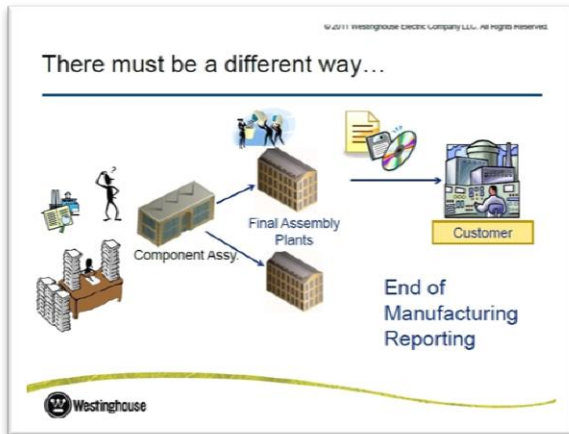 © 2011 Westinghouse Electric Company LLC. All Rights Reserved.
There must be a different way…
Final Assembly
Plants
Component Assy.
Customer
End of
Manufacturing
Reporting
Westinghouse